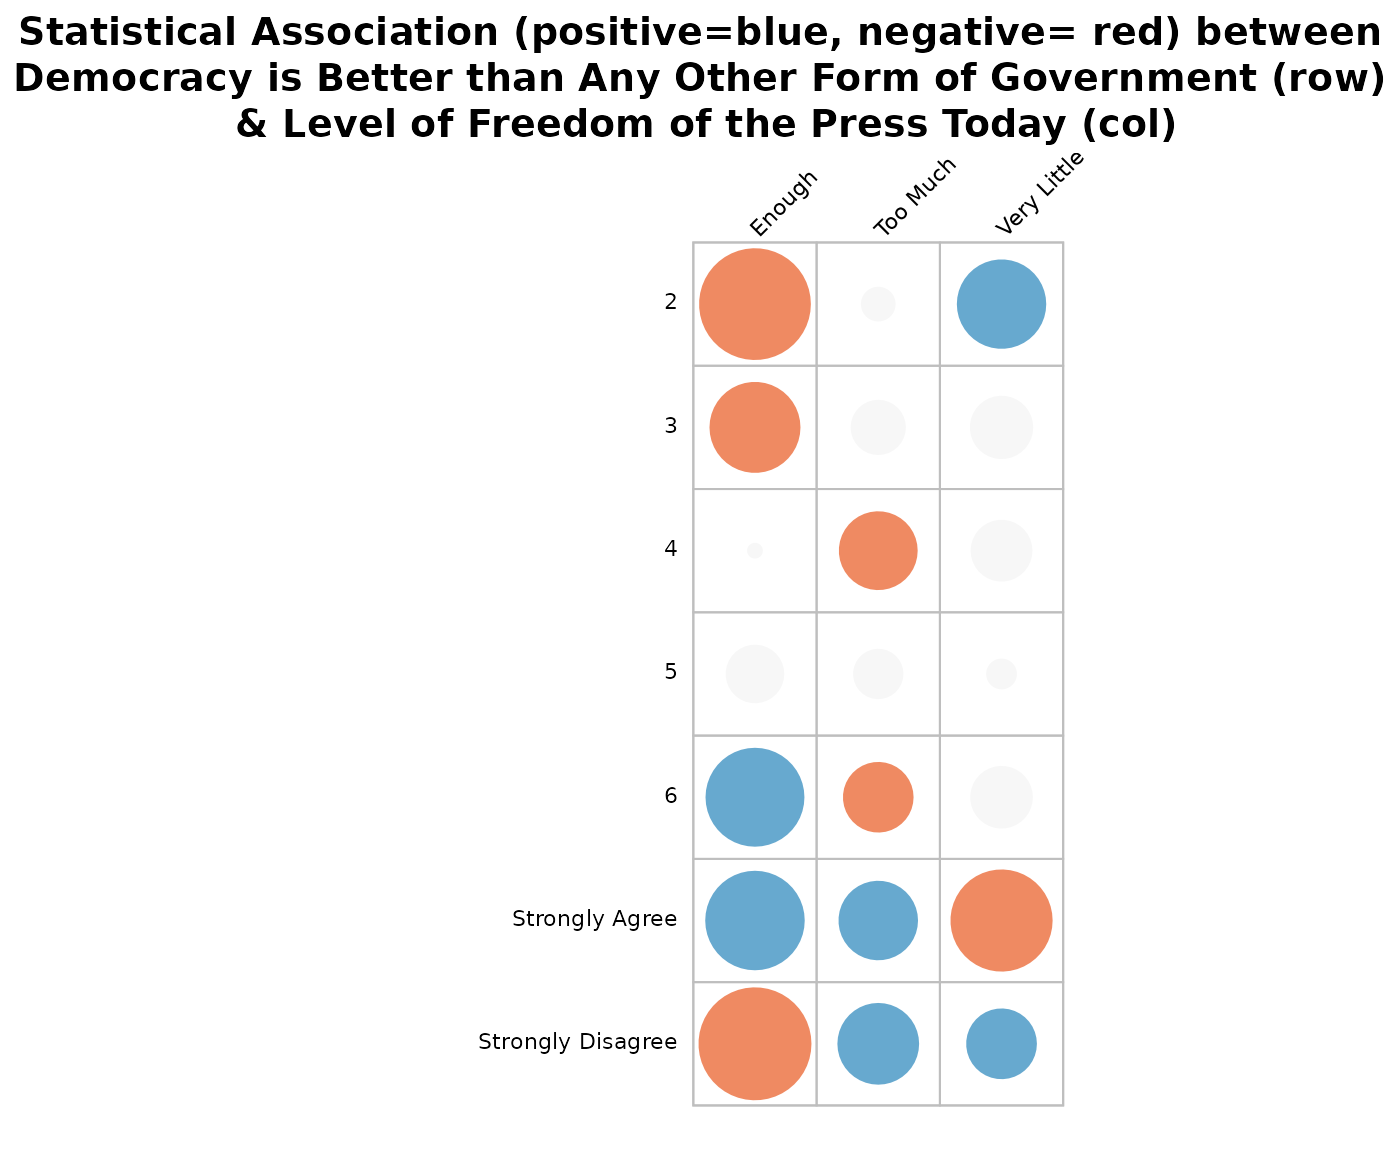 Statistical Association (positive=blue, negative= red) between
Democracy is Better than Any Other Form of Government (row)
& Level of Freedom of the Press Today (col)
Enough
Too Much
Very Little
2
3
4
5
6
Strongly Agree
Strongly Disagree